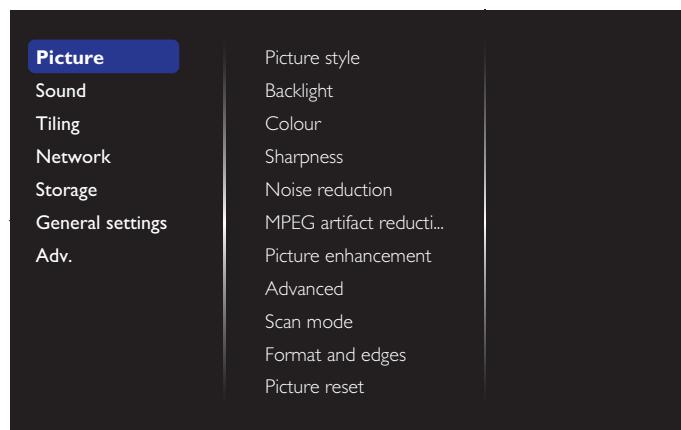 Picture
Sound
Tiling
Network
Storage
General settings
Adv.
Picture style
Backlight
Colour
Sharpness
Noise reduction
MPEG artifact reducti...
Picture enhancement
Advanced
Scan mode
Format and edges
Picture reset